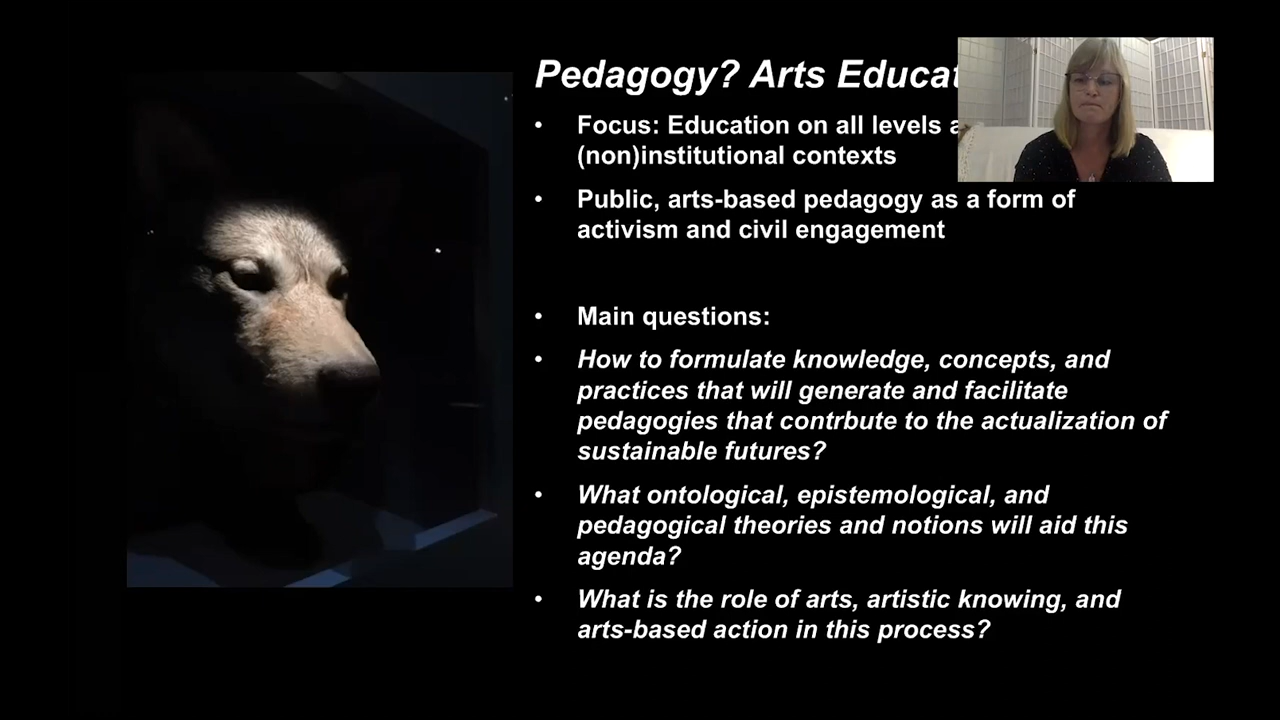 Pedagogy? Arts Educat
• Focus: Education on all levels a
(non)institutional contexts
• Public, arts-based pedagogy as a form of
activism and civil engagement
• Main questions:
• How to formulate knowledge, concepts, and
practices that will generate and facilitate
pedagogies that contrbute to the actualization of
sustainable futures?
• What ontological, epistemological, and
pedagogical theories and notions will aid this
agenda?
• What is the role of arts, artistic knowing, and
arts-based action in this process?